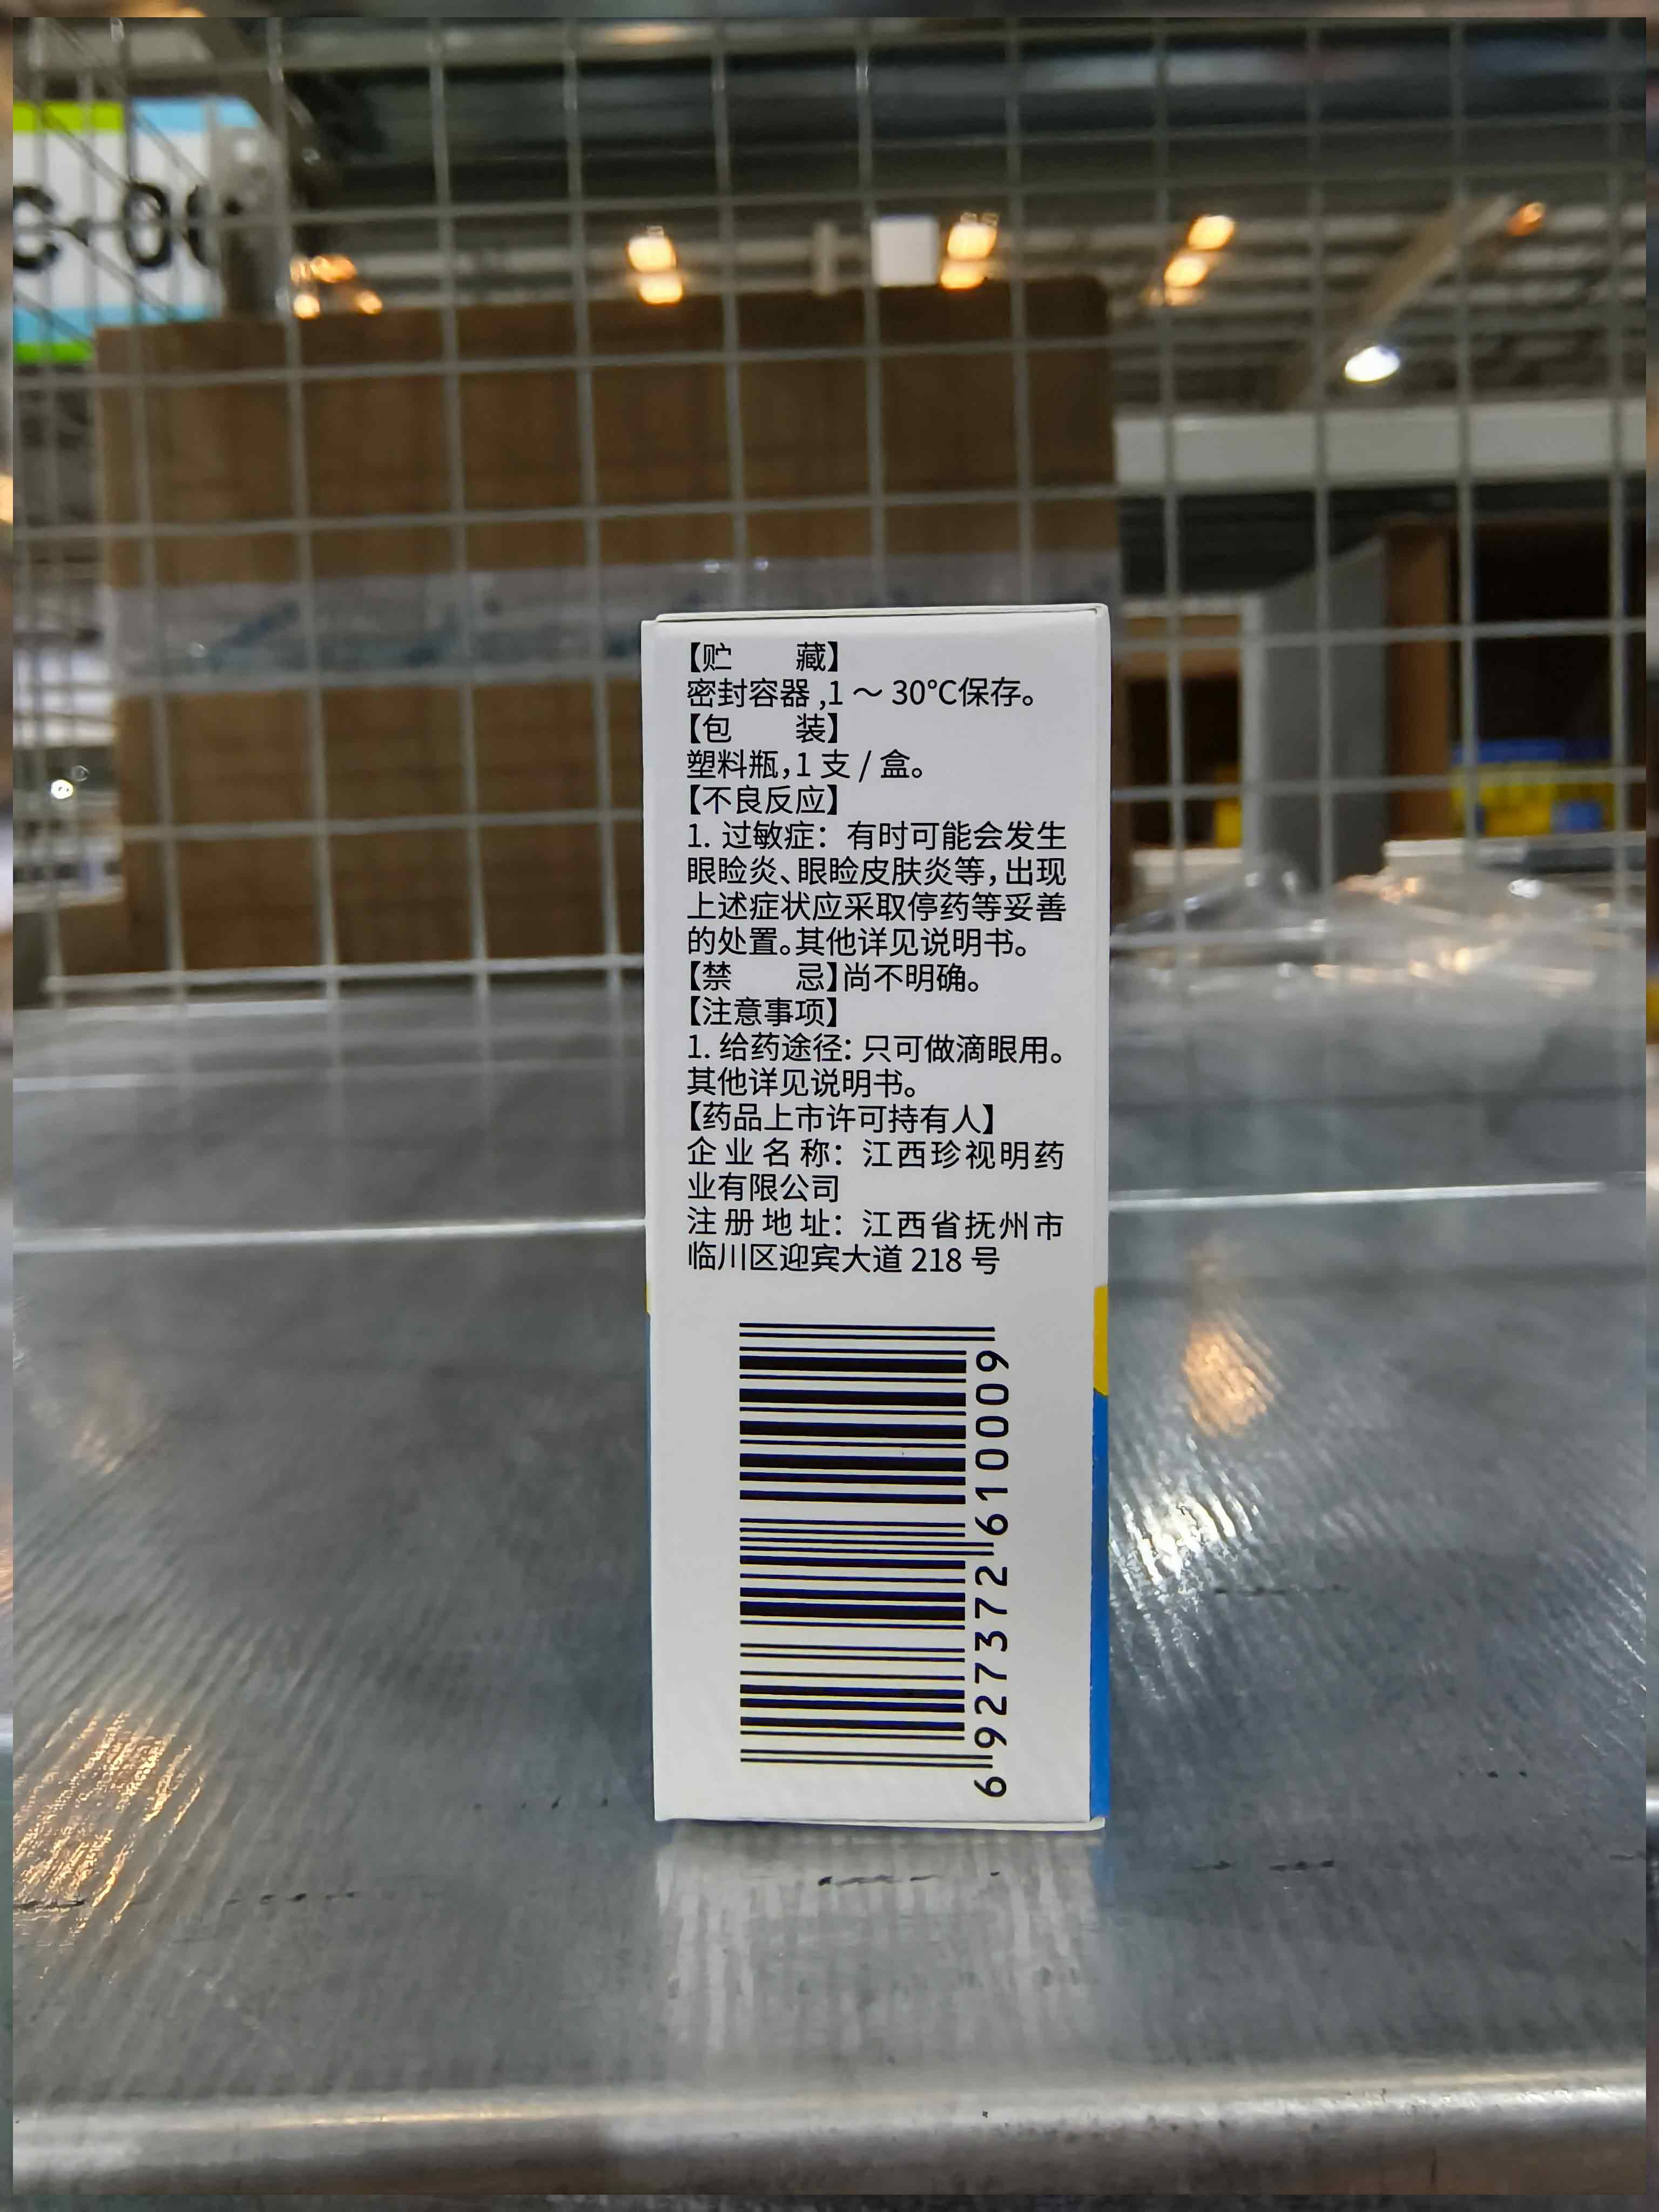 C-0
【贮　　藏】
密封容器,1～30℃保存。
【包　　装】
塑料瓶,1 支 / 盒。
【不良反应】
1. 过敏症：有时可能会发生
眼睑炎、眼睑皮肤炎等,出现
上述症状应采取停药等妥善
的处置。其他详见说明书。
【禁　　忌】尚不明确。
【注意事项】
1. 给药途径：只可做滴眼用。
其他详见说明书。
【药品上市许可持有人】
企业名称：江西珍视明药
业有限公司
注册地址：江西省抚州市
临川区迎宾大道 218 号
6927372610009